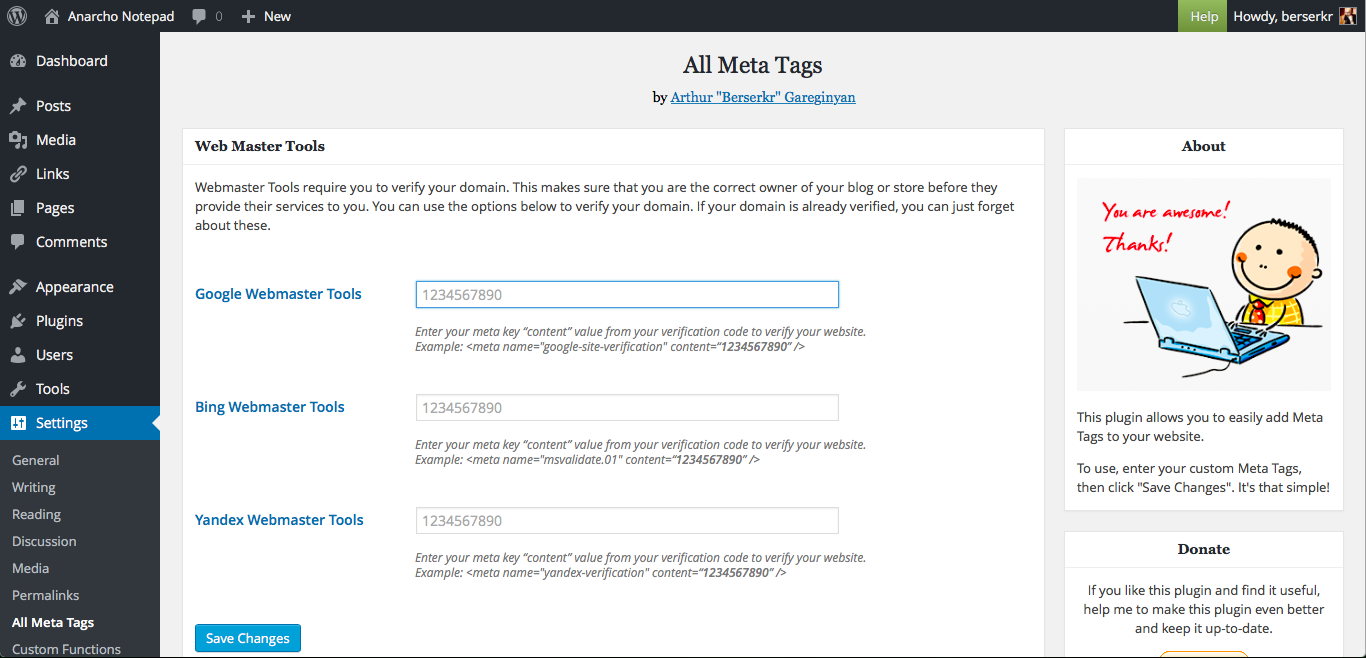 Anarcho Notepad 0 New Help Howdy, berserkr
Dashboard
Posts
Media
Links
Pages
Comments
Appearance
Plugins
Users
Tools
Settings
General
Writing
Reading
Discussion
Media
Permalinks
All Meta Tags
Custom Functions
All Meta Tags
by Arthur "Berserkr" Gareginyan
Web Master Tools
Webmaster Tools require you to verify your domain. This makes sure that you are the correct owner of your blog or store before they
provide their services to you. You can use the options below to verify your domain. If your domain is already verified, you can just forget
about these.
Google Webmaster Tools
1234567890
Enter your meta key “content” value from your verification code to verify your website.
Example: <meta name="google-site-verification" content=“1234567890” />
Bing Webmaster Tools
1234567890
Enter your meta key “content” value from your verification code to verify your website.
Example: <meta name="msvalidate.01" content=“1234567890” />
Yandex Webmaster Tools
1234567890
Enter your meta key “content” value from your verification code to verify your website.
Example: <meta name="yandex-verification" content=“1234567890” />
Save Changes
About
You are awesome!
Thanks!
This plugin allows you to easily add Meta
Tags to your website.
To use, enter your custom Meta Tags,
then click "Save Changes". It's that simple!
Donate
If you like this plugin and find it useful,
help me to make this plugin even better
and keep it up-to-date.